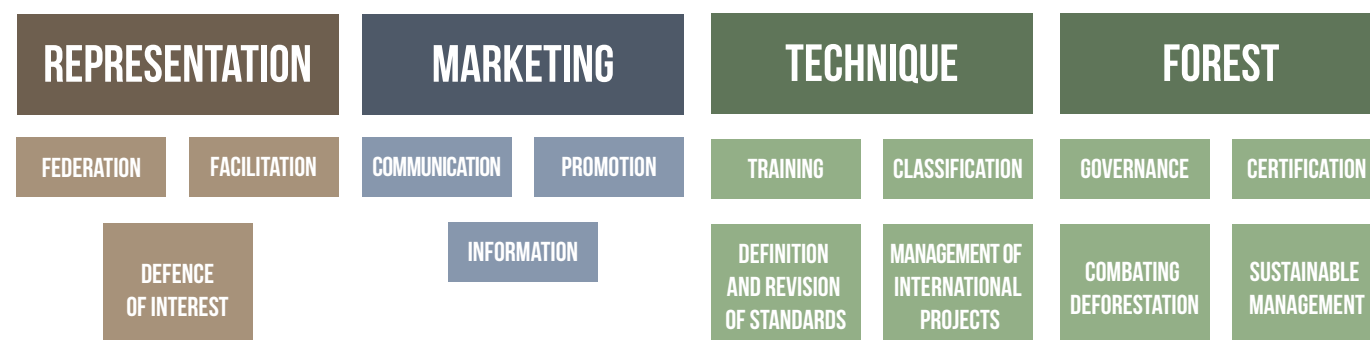 REPRESENTATION
FEDERATION
FACILITATION
DEFENCE
OF INTEREST
MARKETING
COMMUNICATION
PROMOTION
INFORMATION
TECHNIQUE
TRAINING
CLASSIFICATION
DEFINITION
AND REVISION
OF STANDARDS
MANAGEMENT OF
INTERNATIONAL
PROJECTS
FOREST
GOVERNANCE
CERTIFICATION
COMBATING
DEFORESTATION
SUSTAINABLE
MANAGEMENT